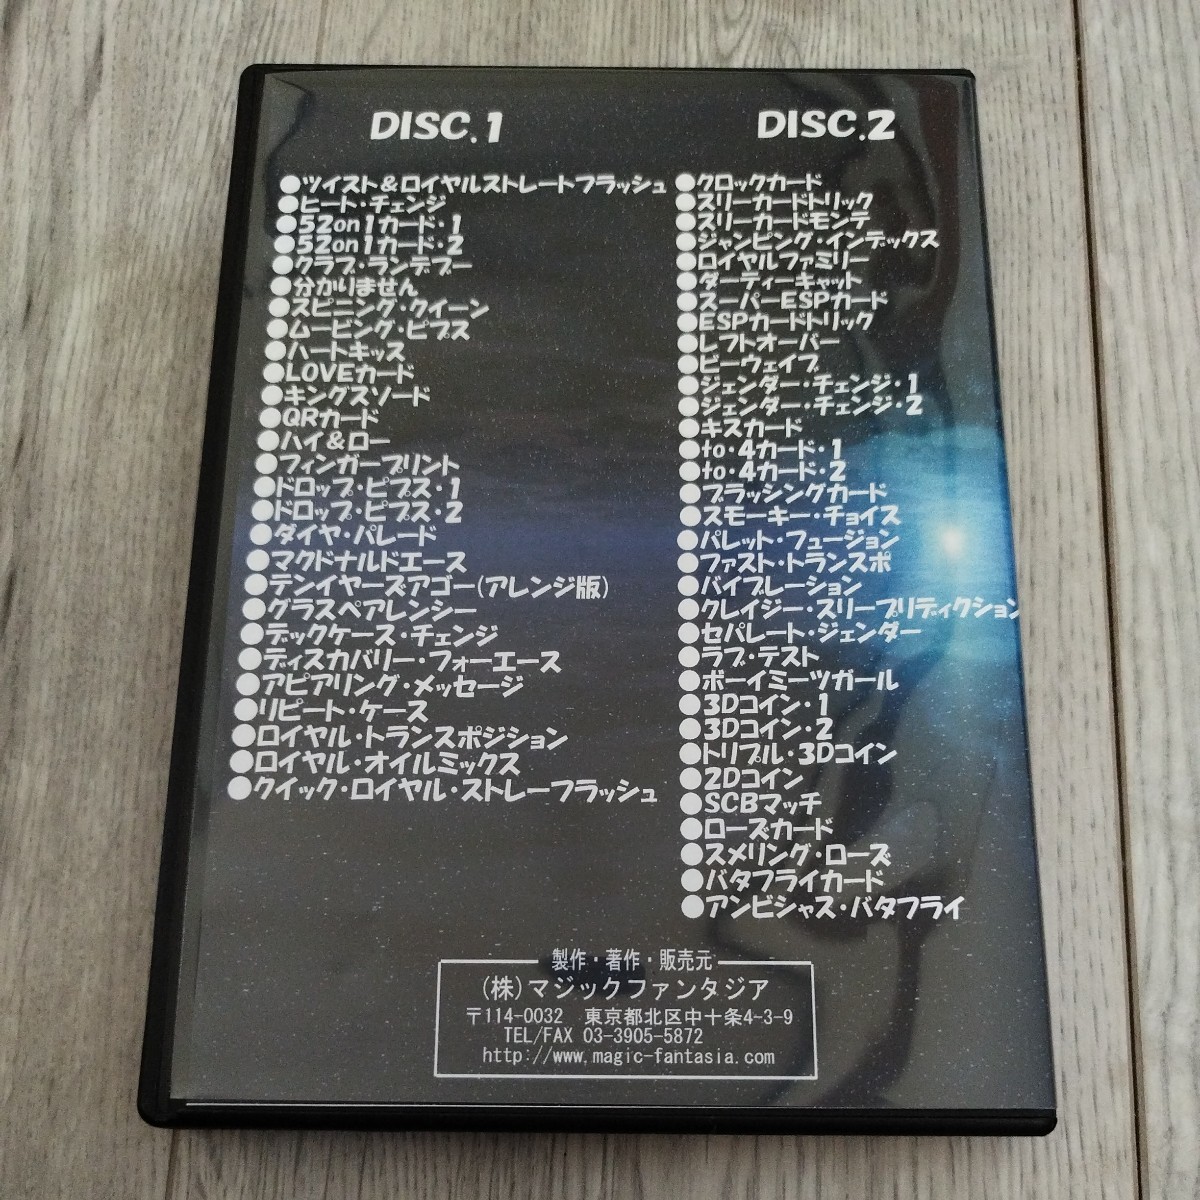 DISC.1
●ツイスト＆ロイヤルストレートフラッシュ
●ヒート・チェンジ
●52on1カード・1
●52on1カード・2
●クラブ・ランデブー
●分かりません
●スピニング・クイーン
●ムービング・ピプス
●ハートキッス
●LOVEカード
●キングスソード
●QRカード
●ハイ＆ロー
●フィンガープリント
●ドロップ・ピプス・1
●ドロップ・ピプス・2
●ダイヤ・パレード
●マクドナルドエース
●テンイヤーズアゴー(アレンジ版)
●グラスペアレンシー
●デックケース・チェンジ
●ディスカバリー・フォーエース
●アピアリング・メッセージ
●リピート・ケース
●ロイヤル・トランスポジション
●ロイヤル・オイルミックス
●クイック・ロイヤル・ストレーフラッシュ
DISC.2
●クロックカード
●スリーカードトリック
●スリーカードモンテ
●ジャンピング・インデックス
●ロイヤルファミリー
●ダーティーキャット
●スーパーESPカード
●ESPカードトリック
●レフトオーバー
●ビーウェイブ
●ジェンダー・チェンジ・1
●ジェンダー・チェンジ・2
●キスカード
●to・4カード・1
●to・4カード・2
●ブラッシングカード
●スモーキー・チョイス
●パレット・フュージョン
●ファスト・トランスポ
●バイブレーション
●クレイジー・スリープリディクション
●セパレート・ジェンダー
●ラブ・テスト
●ボーイミーツガール
●3Dコイン・1
●3Dコイン・2
●トリプル・3Dコイン
●2Dコイン
●SCBマッチ
●ローズカード
●スメリング・ローズ
●バタフライカード
●アンビシャス・バタフライ
製作・著作・販売元
(株)マジックファンタジア
〒114-0032 東京都北区中十条4-3-9
TEL/FAX 03-3905-5872
http://www.magic-fantasia.com